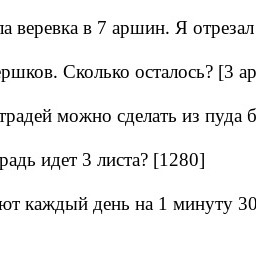 ла веревка в 7 аршин. Я отрезал
ершков. Сколько осталось? [3 ар
традей можно сделать из пуда б
радь идет 3 листа? [1280]
ют каждый день на 1 минуту 30